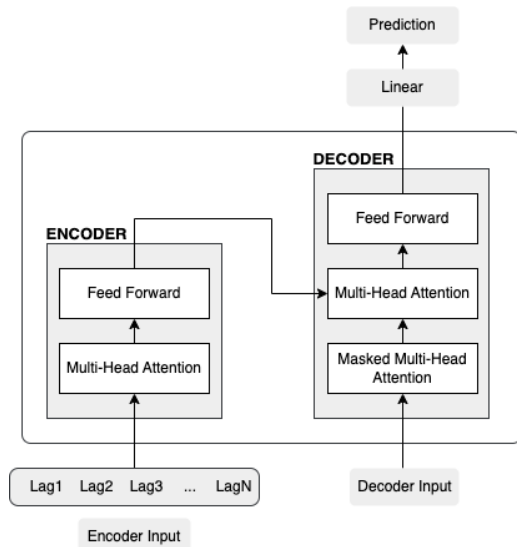 Prediction
Linear
DECODER
Feed Forward
ENCODER
Feed Forward
Multi-Head Attention
Multi-Head Attention
Masked Multi-Head
Attention
Lag1 Lag2 Lag3 ... LagN
Decoder Input
Encoder Input